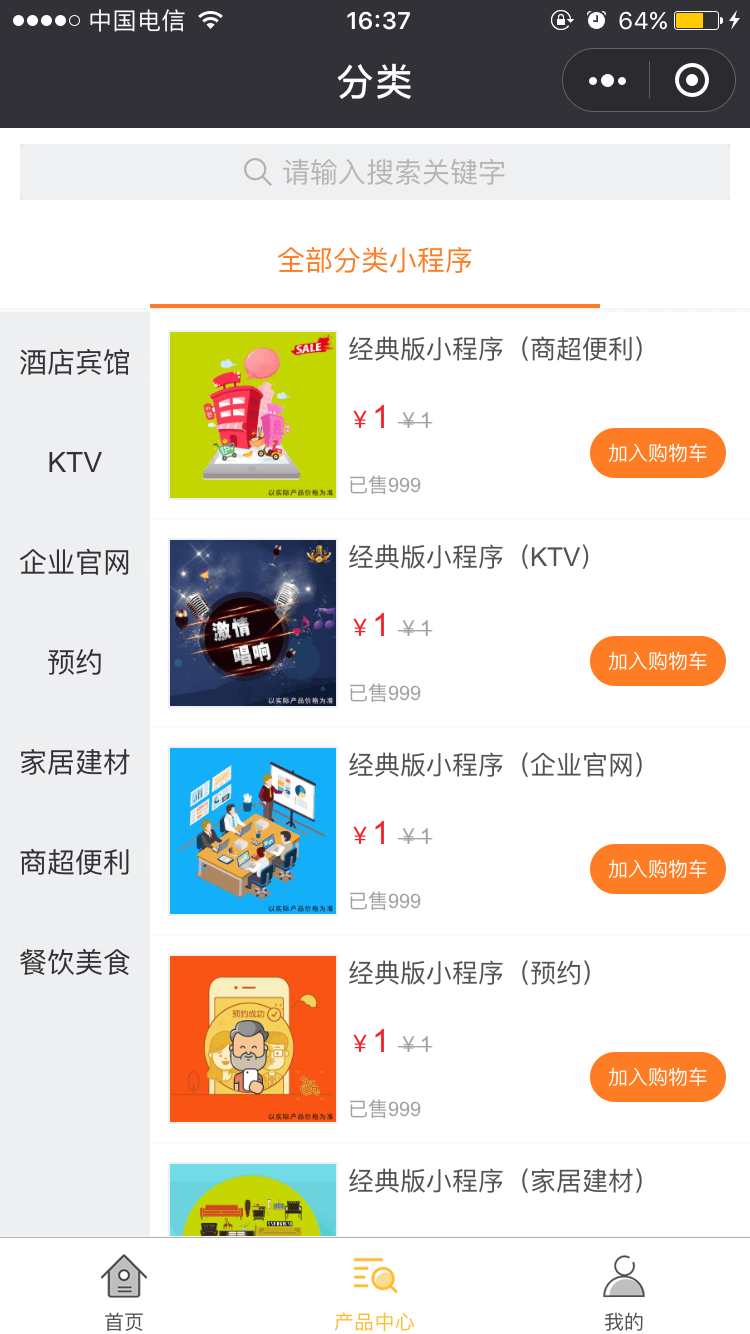 中国电信
16:37
64%
分类
请输入搜索关键字
全部分类小程序
酒店宾馆
KTV
企业官网
预约
家居建材
商超便利
餐饮美食
SALE
以实际产品价格为准
经典版小程序（商超便利）
￥1 ￥1
已售999
加入购物车
激情
唱响
以实际产品价格为准
经典版小程序（KTV）
￥1 ￥1
已售999
加入购物车
以实际产品价格为准
经典版小程序（企业官网）
￥1 ￥1
已售999
加入购物车
预约成功
以实际产品价格为准
经典版小程序（预约）
￥1 ￥1
已售999
加入购物车
经典版小程序（家居建材）
首页
产品中心
我的